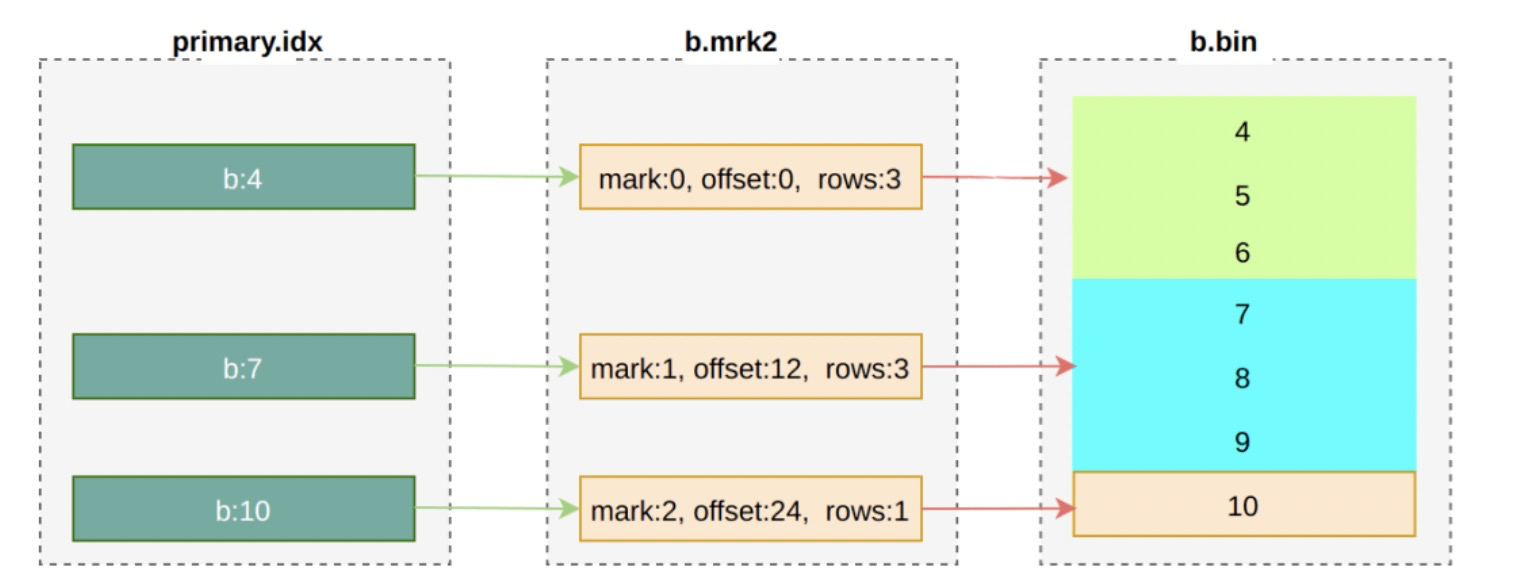 primary.idx
b.mrk2
b.bin
b:4
mark:0, offset:0, rows:3
4
5
6
b:7
mark:1, offset:12, rows:3
7
8
9
b:10
mark:2, offset:24, rows:1
10